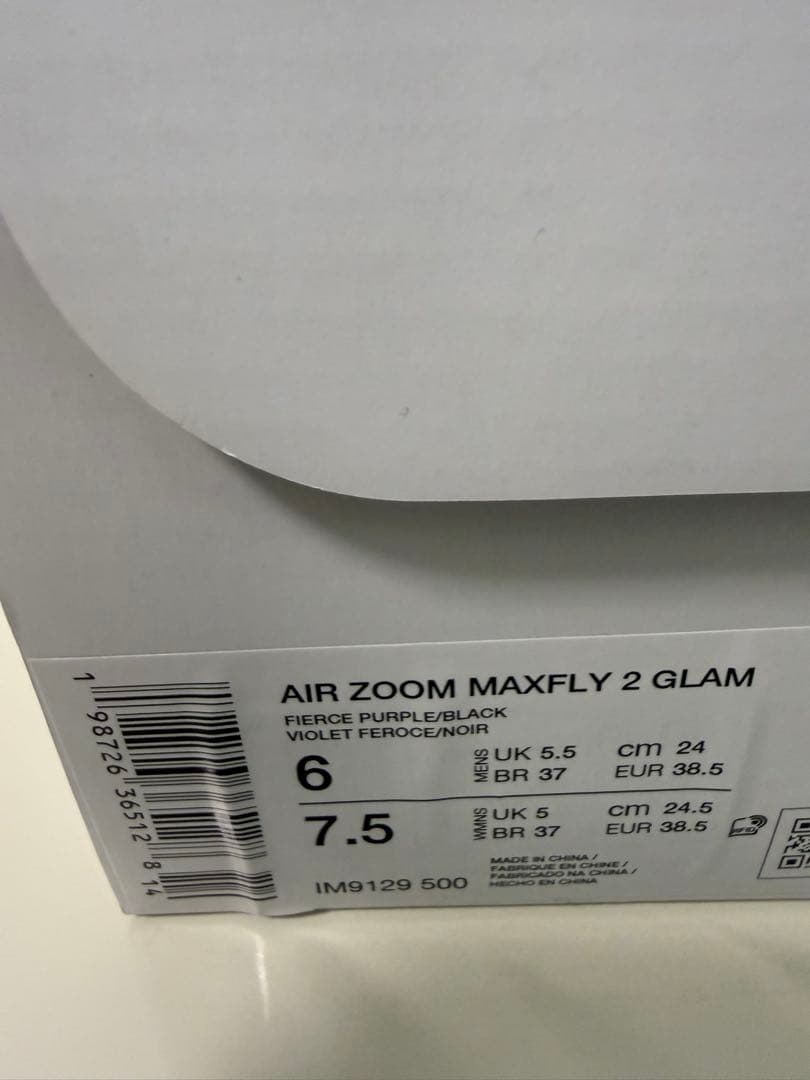 AIR ZOOM MAXFLY 2 GLAM
FIERCE PURPLE/BLACK
VIOLET FEROCE/NOIR
6 MENS UK 5.5 cm 24
BR 37 EUR 38.5
7.5 WMNS UK 5 cm 24.5
BR 37 EUR 38.5
RFID
IM9129 500
MADE IN CHINA /
FABRIQUE EN CHINE /
FABRICADO NA CHINA /
HECHO EN CHINA
1 98726 36512 8 14